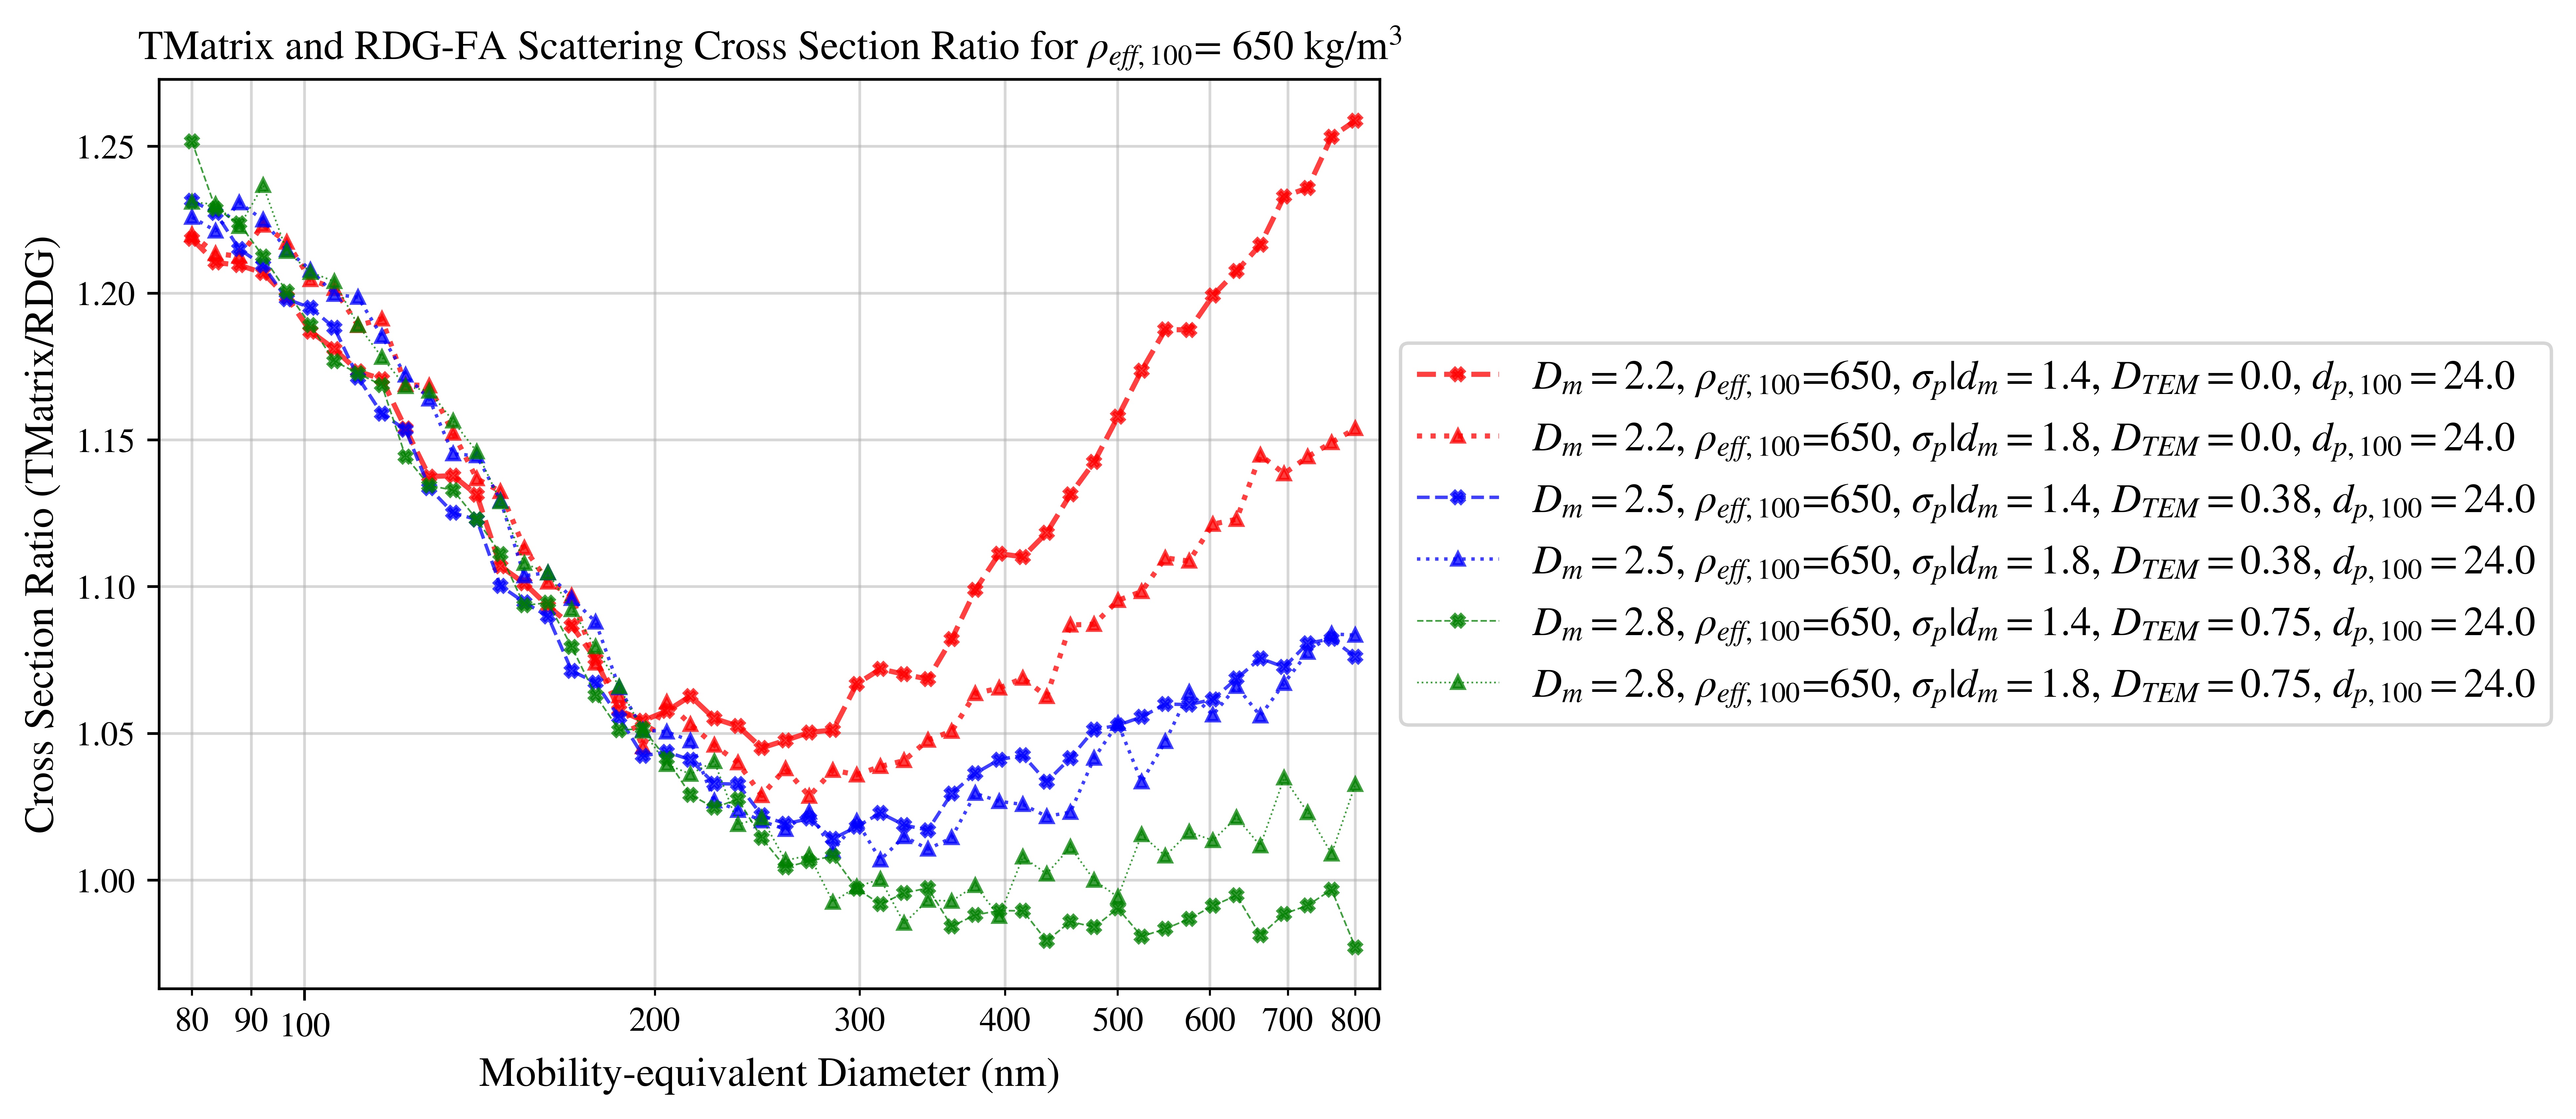 TMatrix and RDG-FA Scattering Cross Section Ratio for ρeff,100= 650 kg/m³
Cross Section Ratio (TMatrix/RDG)
1.25
1.20
1.15
1.10
1.05
1.00
80 90 100 200 300 400 500 600 700 800
Mobility-equivalent Diameter (nm)
Dm = 2.2, ρeff,100=650, σp|dm = 1.4, DTEM = 0.0, dp,100 = 24.0
Dm = 2.2, ρeff,100=650, σp|dm = 1.8, DTEM = 0.0, dp,100 = 24.0
Dm = 2.5, ρeff,100=650, σp|dm = 1.4, DTEM = 0.38, dp,100 = 24.0
Dm = 2.5, ρeff,100=650, σp|dm = 1.8, DTEM = 0.38, dp,100 = 24.0
Dm = 2.8, ρeff,100=650, σp|dm = 1.4, DTEM = 0.75, dp,100 = 24.0
Dm = 2.8, ρeff,100=650, σp|dm = 1.8, DTEM = 0.75, dp,100 = 24.0